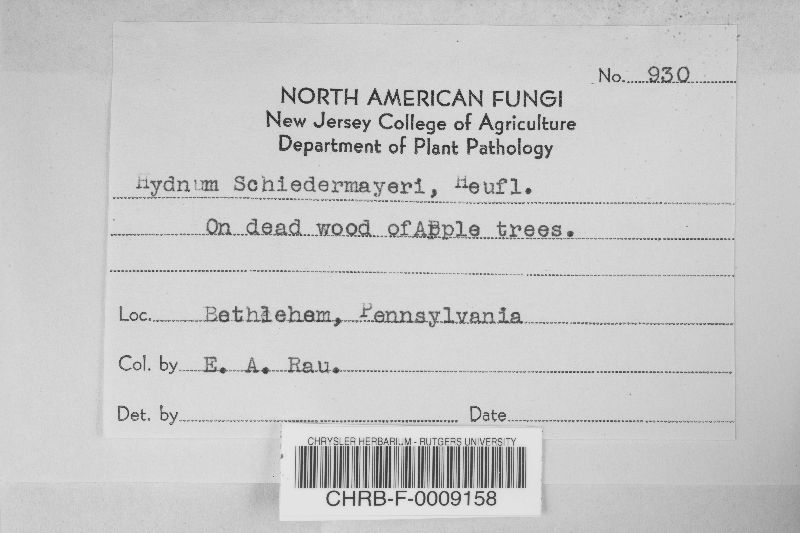 No. 930
NORTH AMERICAN FUNGI
New Jersey College of Agriculture
Department of Plant Pathology
Hydnum Schiedermayeri, Heufl.
On dead wood of Apple trees.
Loc. Bethlehem, Pennsylvania
Col. by E. A. Rau.
Det. by Date
CHRYSLER HERBARIUM - RUTGERS UNIVERSITY
CHRB-F-0009158